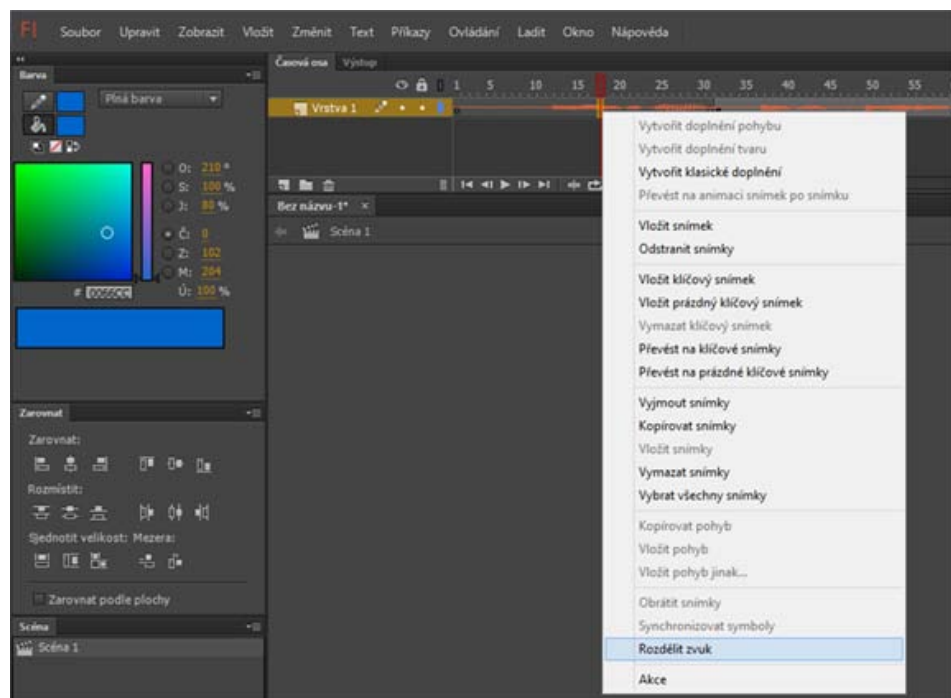 Fl Soubor Upravit Zobrazit Vložit Změnit Text Příkazy Ovládání Ladit Okno Nápověda
Barva
Plná barva
O: 210 °
S: 100 %
J: 80 %
Č: 0
Z: 102
M: 204
# 0066CC Ú: 100 %
Zarovnat
Zarovnat:
Rozmístit:
Sjednotit velikost: Mezera:
Zarovnat podle plochy
Scéna
Scéna 1
Časová osa Výstup
1 5 10 15 20 25 30 35 40 45 50 55
Vrstva 1
Bez názvu-1* ×
Scéna 1
Vytvořit doplnění pohybu
Vytvořit doplnění tvaru
Vytvořit klasické doplnění
Převést na animaci snímek po snímku
Vložit snímek
Odstranit snímky
Vložit klíčový snímek
Vložit prázdný klíčový snímek
Vymazat klíčový snímek
Převést na klíčové snímky
Převést na prázdné klíčové snímky
Vyjmout snímky
Kopírovat snímky
Vložit snímky
Vymazat snímky
Vybrat všechny snímky
Kopírovat pohyb
Vložit pohyb
Vložit pohyb jinak...
Obrátit snímky
Synchronizovat symboly
Rozdělit zvuk
Akce